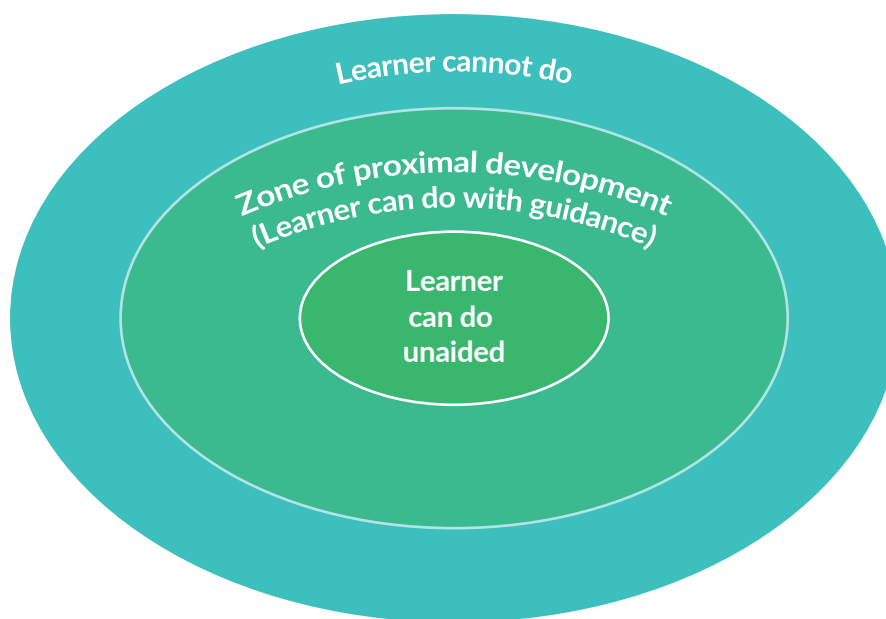 Learner cannot do
Zone of proximal development
(Learner can do with guidance)
Learner
can do
unaided